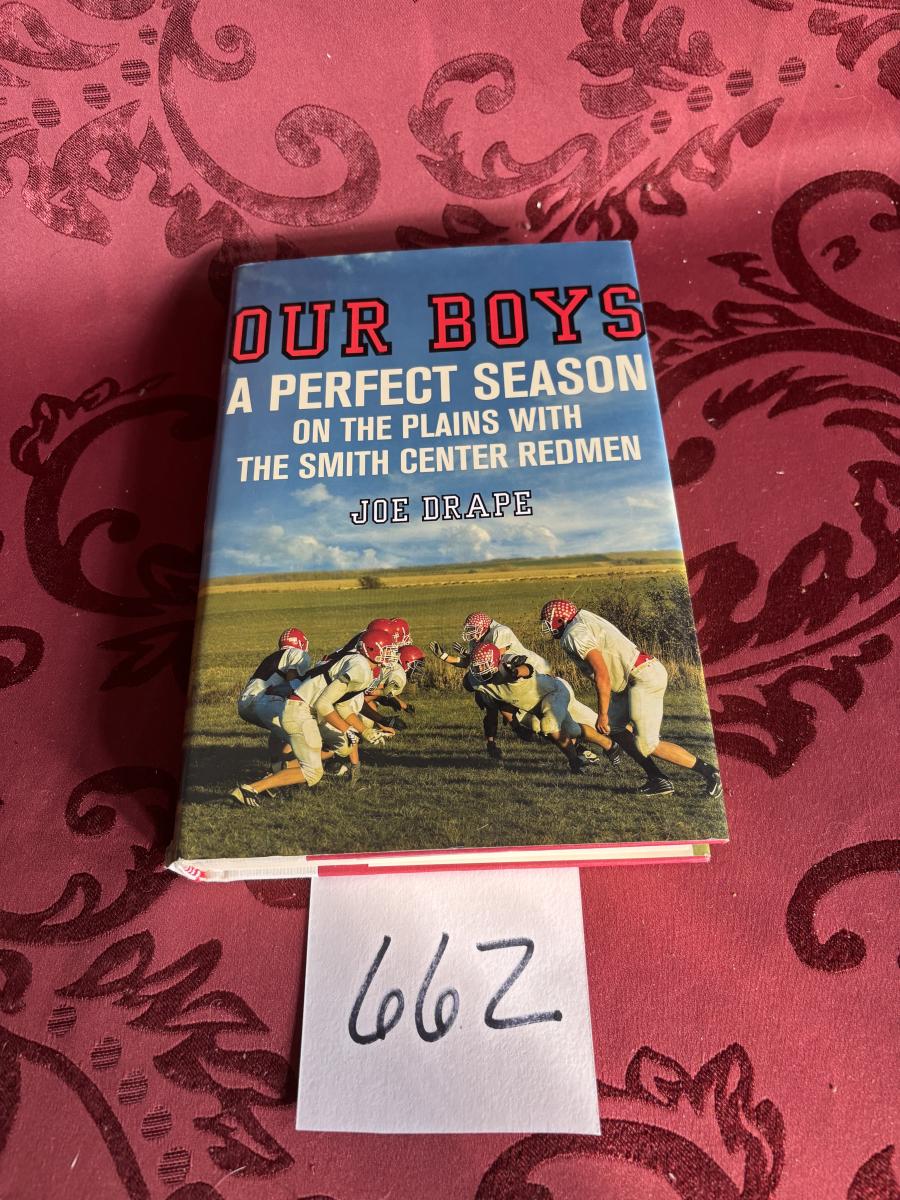 OUR BOYS
A PERFECT SEASON
ON THE PLAINS WITH
THE SMITH CENTER REDMEN
JOE DRAPE
662